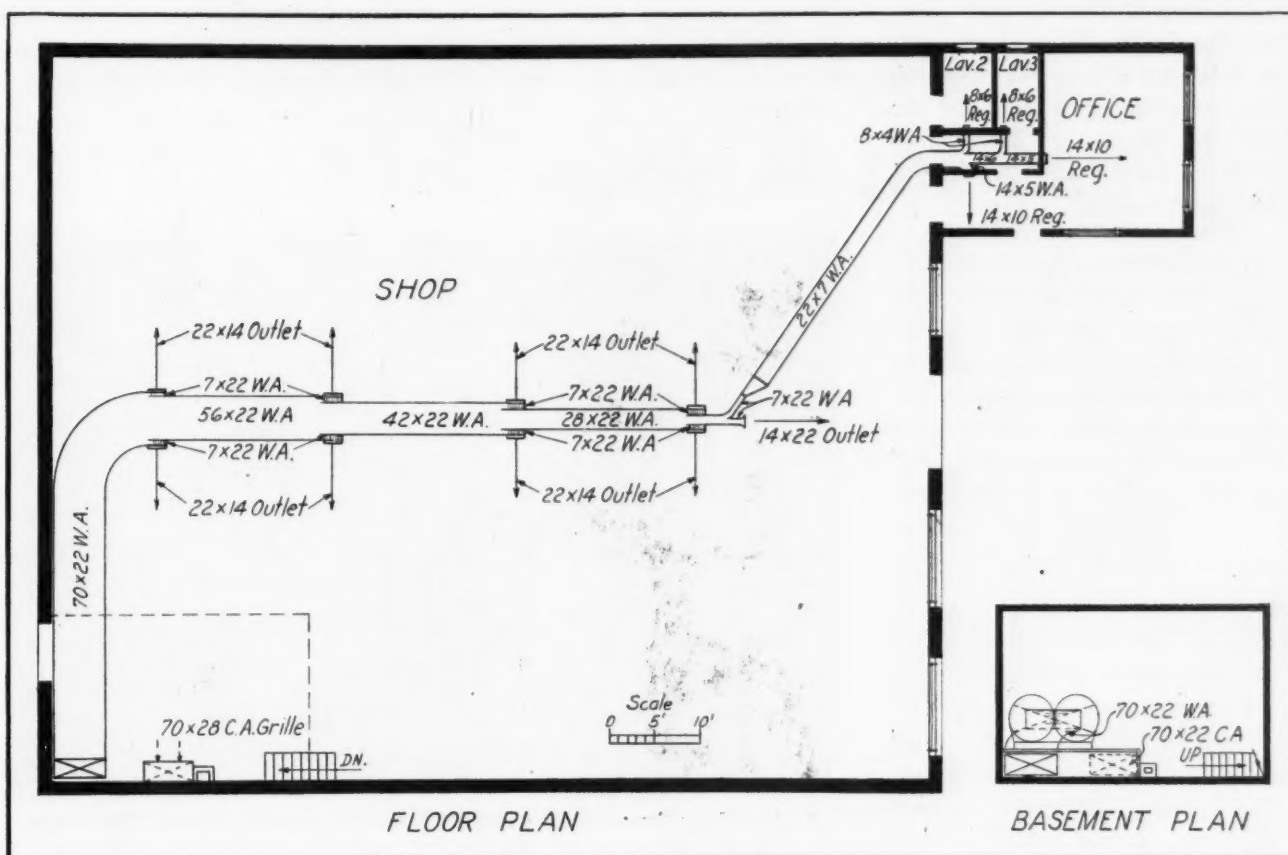 Lav.2
Lav.3
8x6
Reg.
8x6
Reg.
OFFICE
8x4 W.A.
14x10
Reg.
14x5 W.A.
14x10 Reg.
22x7 W.A.
SHOP
22x14 Outlet
22x14 Outlet
7x22 W.A.
7x22 W.A.
7x22 W.A
56x22 W.A
42x22 W.A.
28x22 W.A.
7x22 W.A.
7x22 W.A
14x22 Outlet
22x14 Outlet
22x14 Outlet
70x22 W.A.
Scale
0 5' 10'
70x28 C.A. Grille
DN.
70x22 W.A.
70x22 C.A
UP
FLOOR PLAN
BASEMENT PLAN